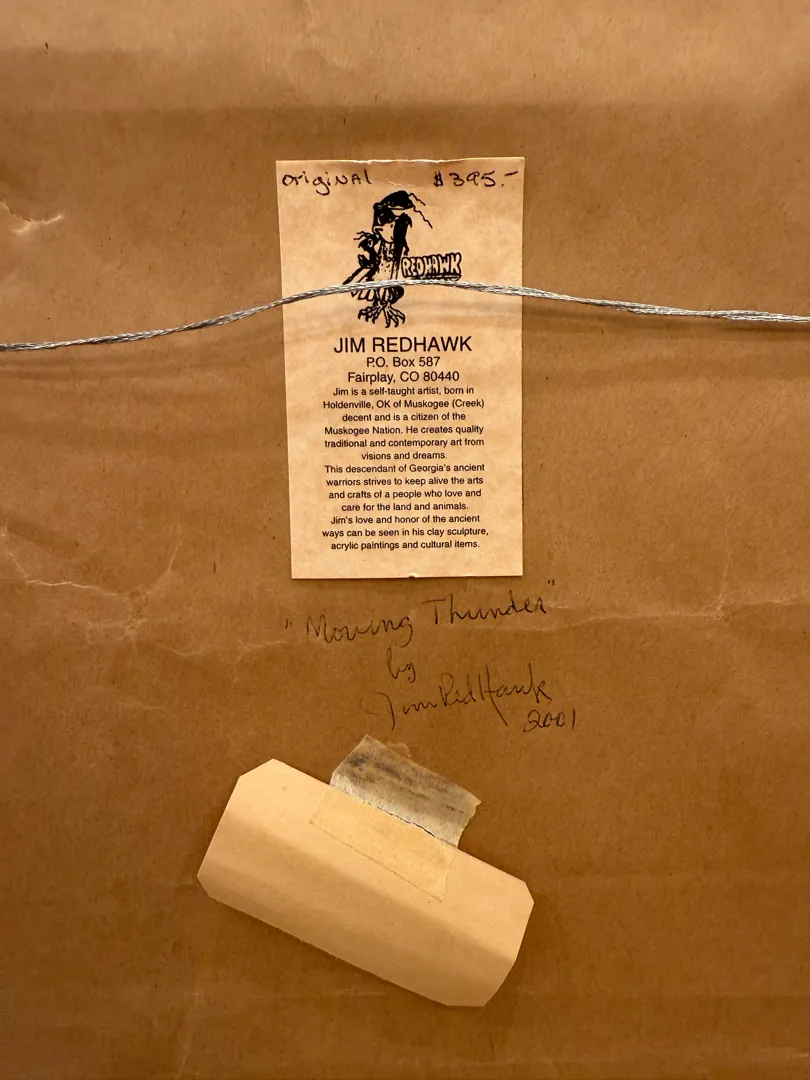 Original $395.-
REDHAWK
JIM REDHAWK
P.O. Box 587
Fairplay, CO 80440
Jim is a self-taught artist, born in
Holdenville, OK of Muskogee (Creek)
decent and is a citizen of the
Muskogee Nation. He creates quality
traditional and contemporary art from
visions and dreams.
This descendant of Georgia's ancient
warriors strives to keep alive the arts
and crafts of a people who love and
care for the land and animals.
Jim's love and honor of the ancient
ways can be seen in his clay sculpture,
acrylic paintings and cultural items.
"Moving Thunder"
by
Jim RedHawk
2001